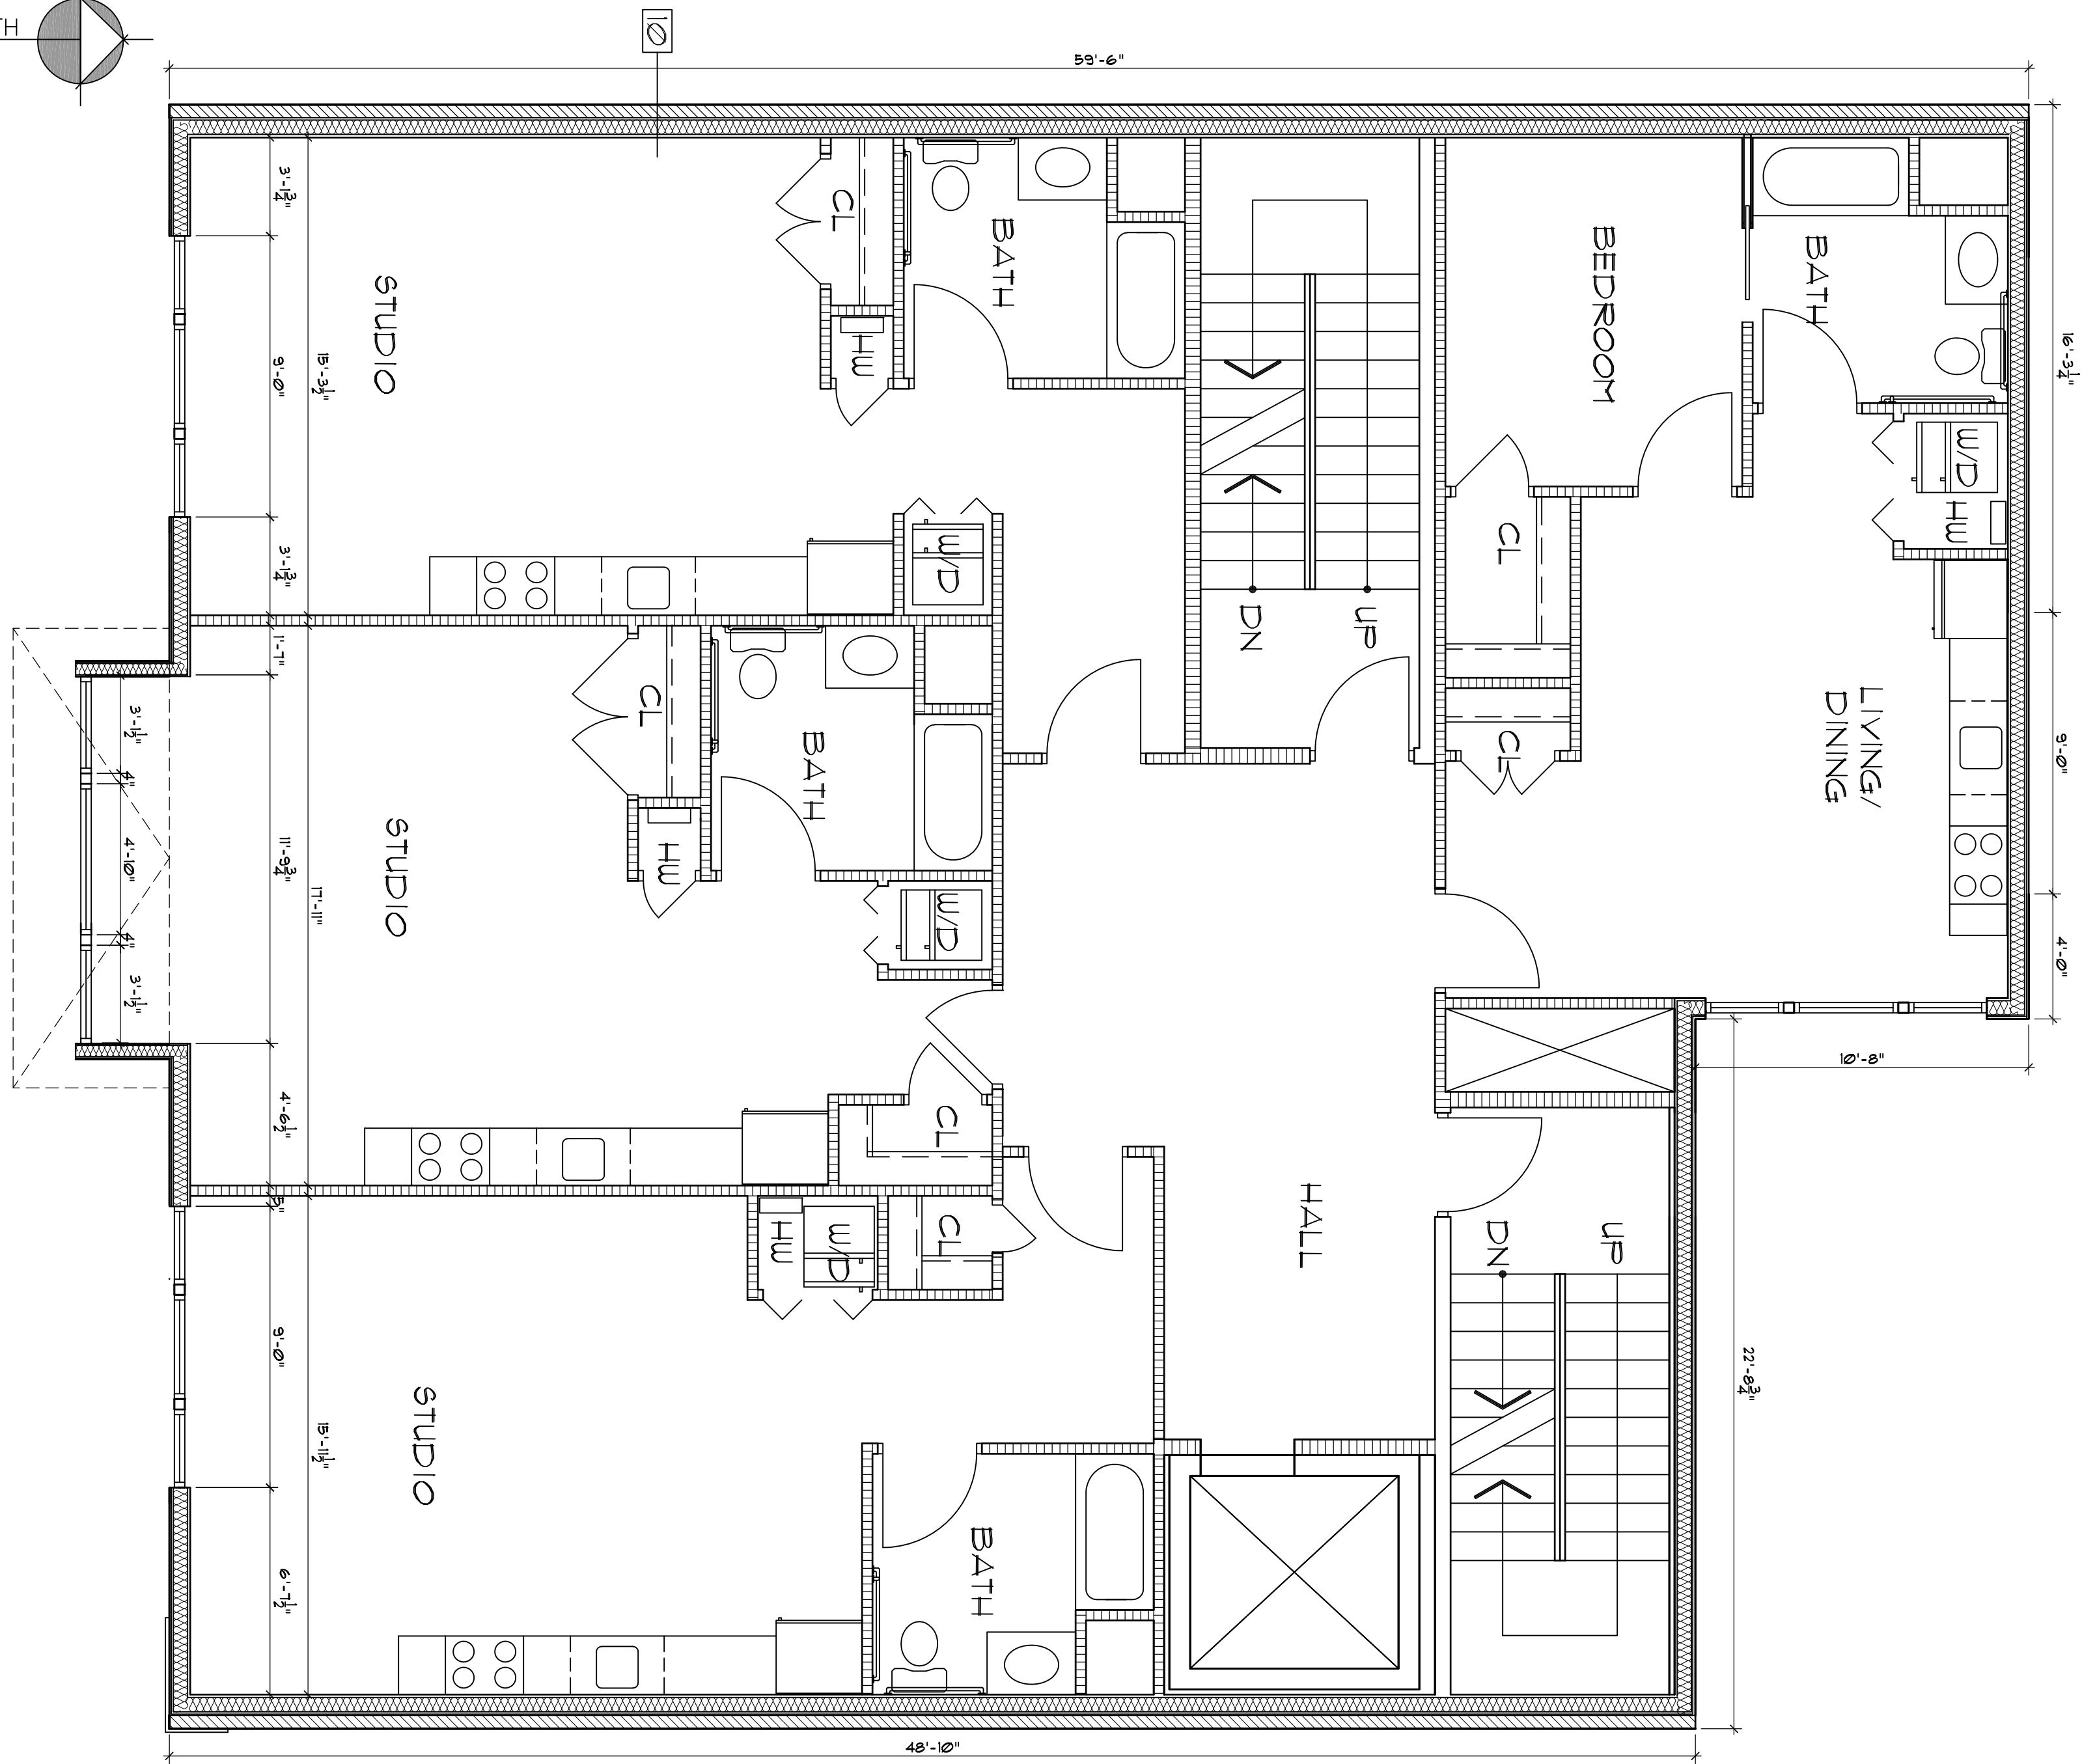 TH
10
59'-6"
3'-1 3/4"
9'-0"
3'-1 3/4"
15'-3 1/2"
1'-7"
11'-9 3/4"
4'-6 1/2"
17'-11"
3'-1 1/2"
4"
4'-10"
4"
3'-1 1/2"
5"
9'-0"
6'-7 1/2"
15'-11 1/2"
48'-10"
16'-3 1/4"
9'-0"
4'-0"
10'-8"
22'-8 3/4"
STUDIO
CL
HW
BATH
W/D
DN
UP
BEDROOM
BATH
W/D
HW
CL
CL
LIVING/
DINING
STUDIO
CL
HW
BATH
W/D
CL
STUDIO
HW
W/D
CL
BATH
HALL
DN
UP